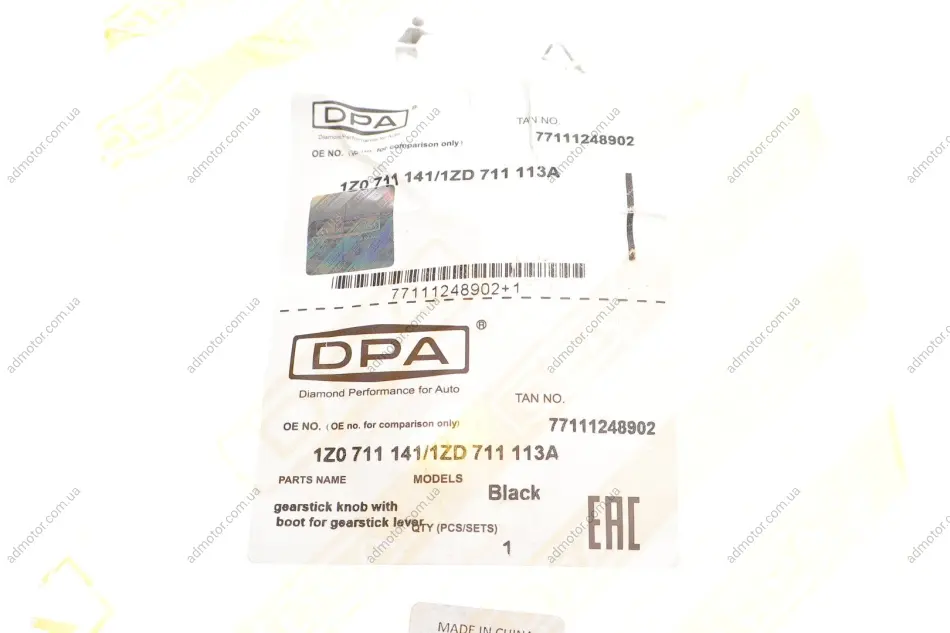 DPA®
Diamond Performance for Auto
TAN NO.
77111248902
OE NO. for comparison only)
1Z0 711 141/1ZD 711 113A
77111248902+1
DPA®
Diamond Performance for Auto
TAN NO.
OE NO. (OE no. for comparison only)
77111248902
1Z0 711 141/1ZD 711 113A
PARTS NAME
MODELS
Black
gearstick knob with
boot for gearstick lever
QTY (PCS/SETS)
1
EAC
MADE IN CHINA
admotor.com.ua